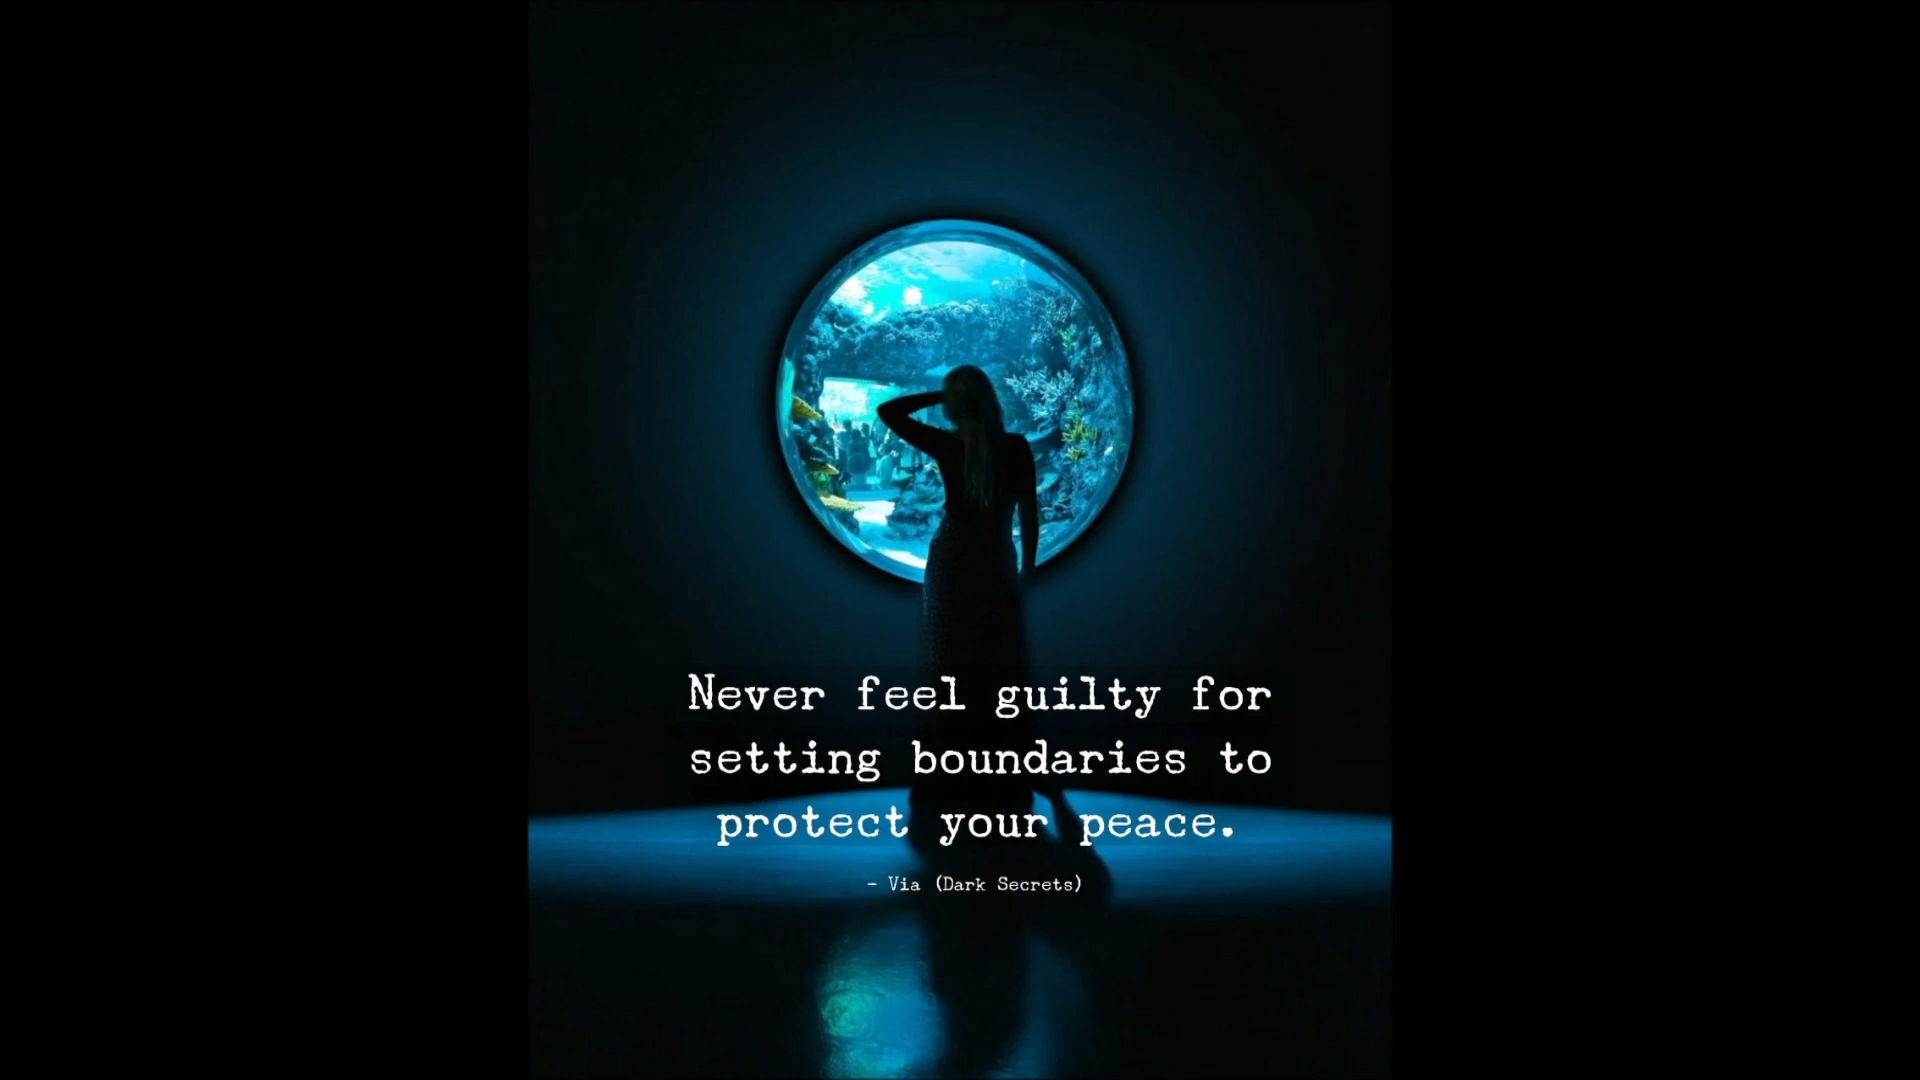 Never feel guilty for
setting boundaries to
protect your peace.
- Via (Dark Secrets)